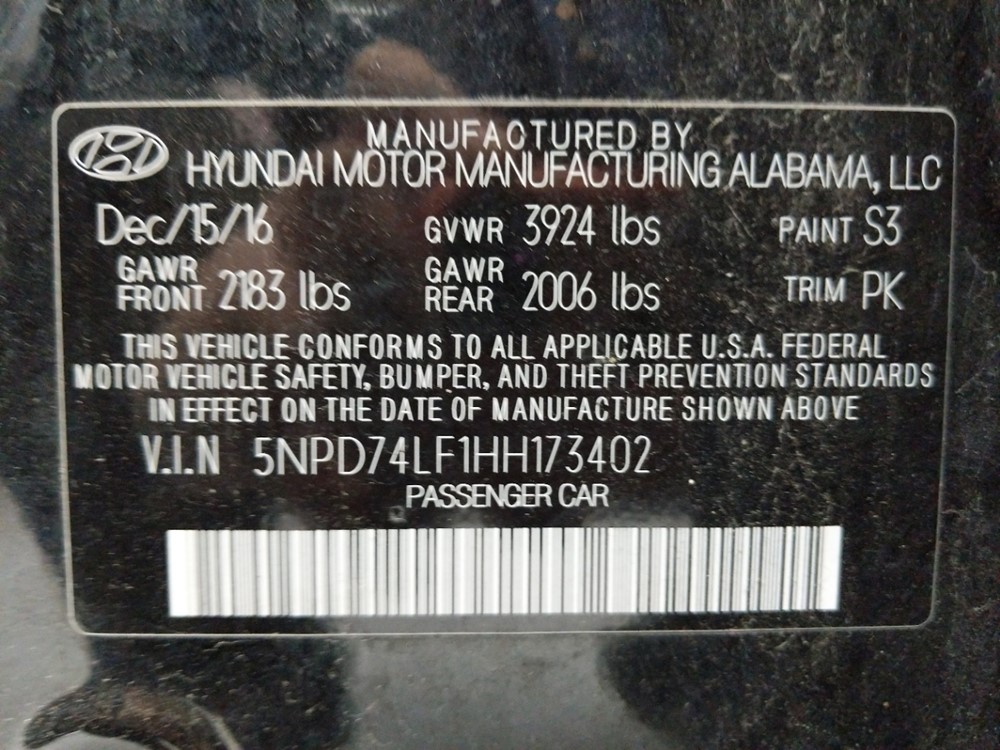 MANUFACTURED BY
HYUNDAI MOTOR MANUFACTURING ALABAMA, LLC
Dec/15/16 GVWR 3924 lbs PAINT S3
GAWR FRONT 2183 lbs GAWR REAR 2006 lbs TRIM PK
THIS VEHICLE CONFORMS TO ALL APPLICABLE U.S.A. FEDERAL
MOTOR VEHICLE SAFETY, BUMPER, AND THEFT PREVENTION STANDARDS
IN EFFECT ON THE DATE OF MANUFACTURE SHOWN ABOVE
V.I.N 5NPD74LF1HH173402
PASSENGER CAR